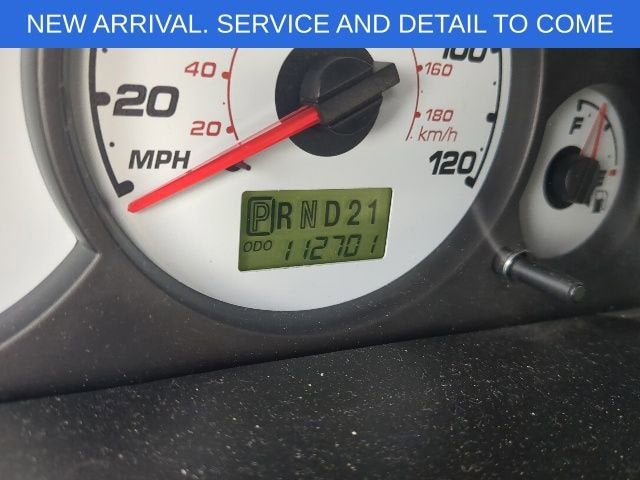 NEW ARRIVAL. SERVICE AND DETAIL TO COME
100
40
160
20
20
180
km/h
F
MPH
120
PRND21
ODO 112701